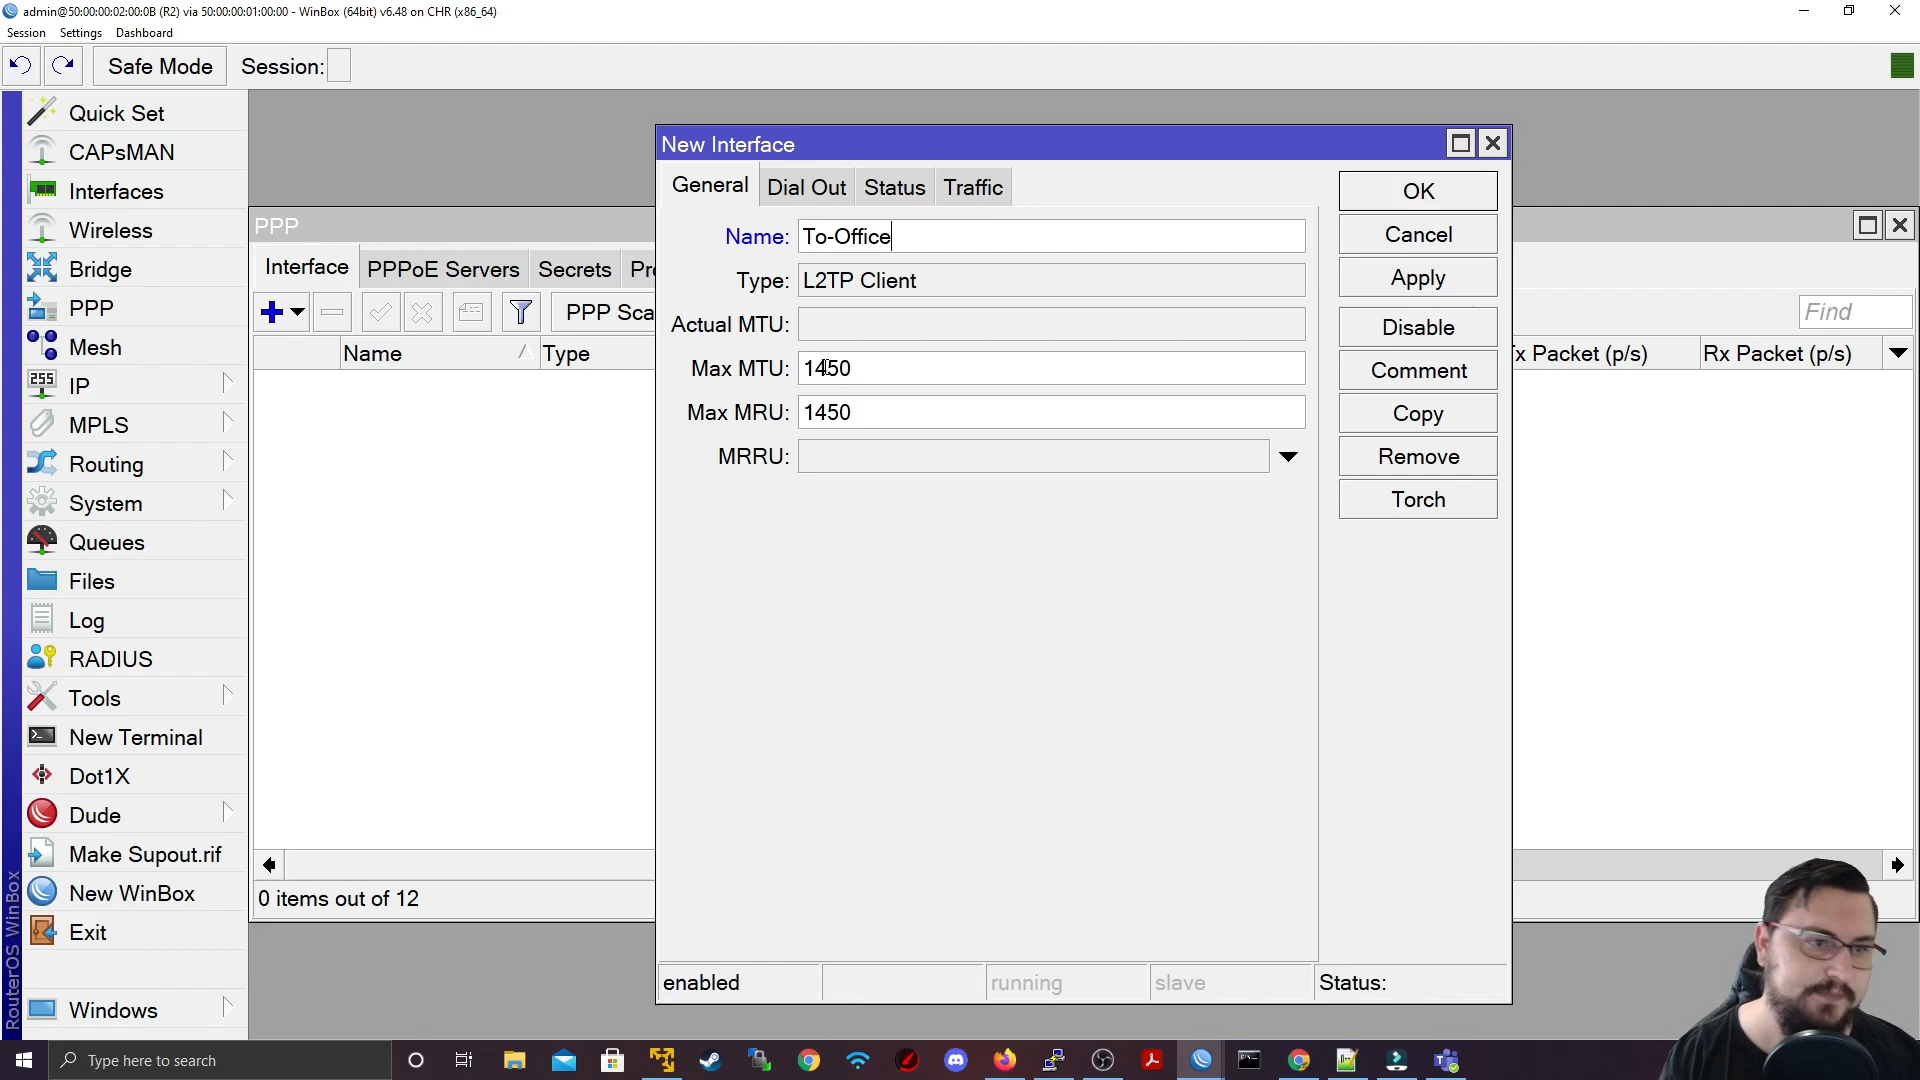 admin@50:00:00:02:00:0B (R2) via 50:00:00:01:00:00 - WinBox (64bit) v6.48 on CHR (x86_64)
Session Settings Dashboard
Safe Mode Session:
Quick Set
CAPsMAN
Interfaces
Wireless
Bridge
PPP
Mesh
IP
MPLS
Routing
System
Queues
Files
Log
RADIUS
Tools
New Terminal
Dot1X
Dude
Make Supout.rif
New WinBox
Exit
Windows
RouterOS WinBox
PPP
Interface PPPoE Servers Secrets
PPP
Find
Name Type
Tx Packet (p/s) Rx Packet (p/s)
0 items out of 12
New Interface
General Dial Out Status Traffic
Name: To-Office
Type: L2TP Client
Actual MTU:
Max MTU: 1450
Max MRU: 1450
MRRU:
OK
Cancel
Apply
Disable
Comment
Copy
Remove
Torch
enabled running slave Status:
Type here to search